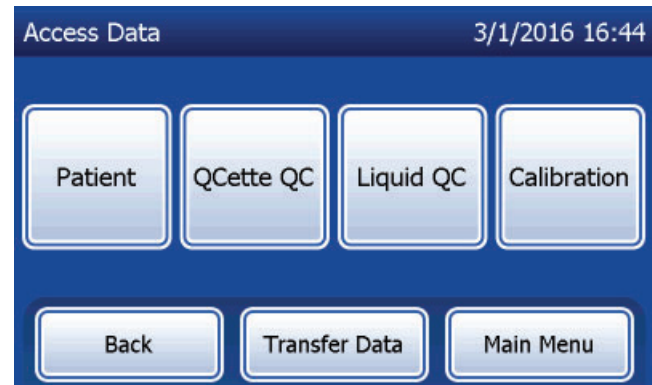 Access Data 3/1/2016 16:44
Patient QCette QC Liquid QC Calibration
Back Transfer Data Main Menu